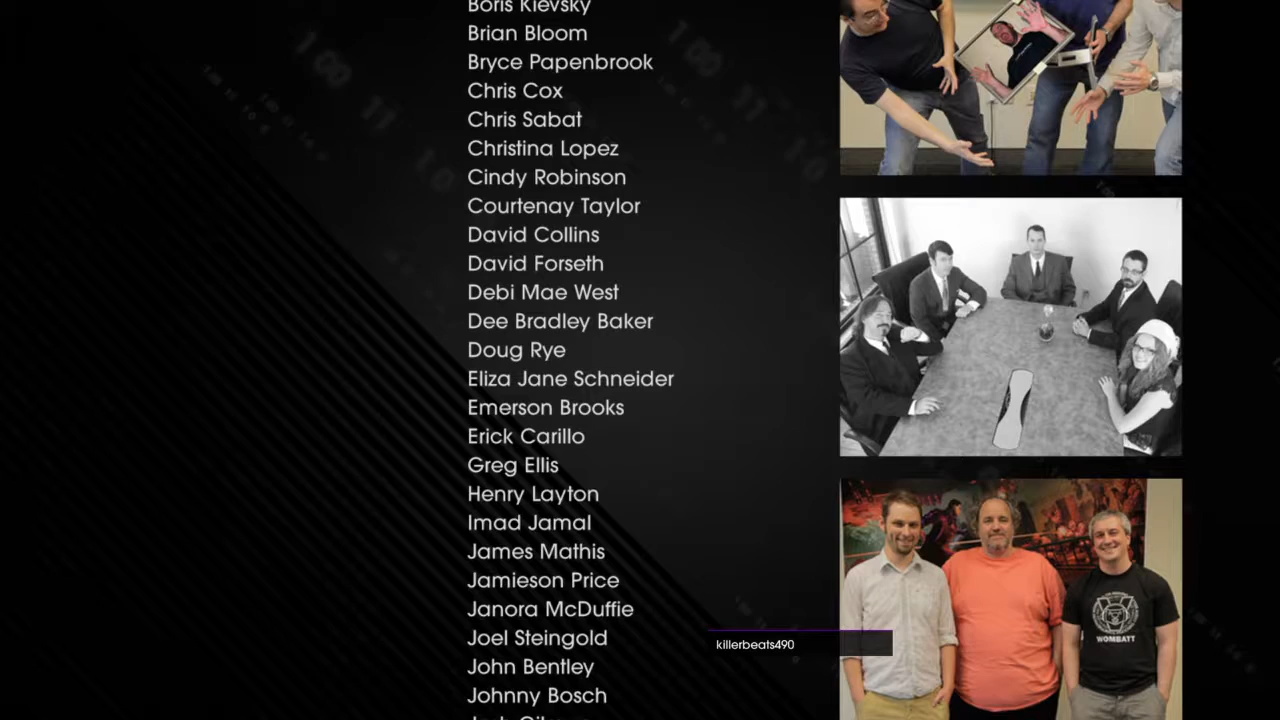 Boris Kievsky
Brian Bloom
Bryce Papenbrook
Chris Cox
Chris Sabat
Christina Lopez
Cindy Robinson
Courtenay Taylor
David Collins
David Forseth
Debi Mae West
Dee Bradley Baker
Doug Rye
Eliza Jane Schneider
Emerson Brooks
Erick Carillo
Greg Ellis
Henry Layton
Imad Jamal
James Mathis
Jamieson Price
Janora McDuffie
Joel Steingold
killerbeats490
John Bentley
Johnny Bosch
WOMBATT